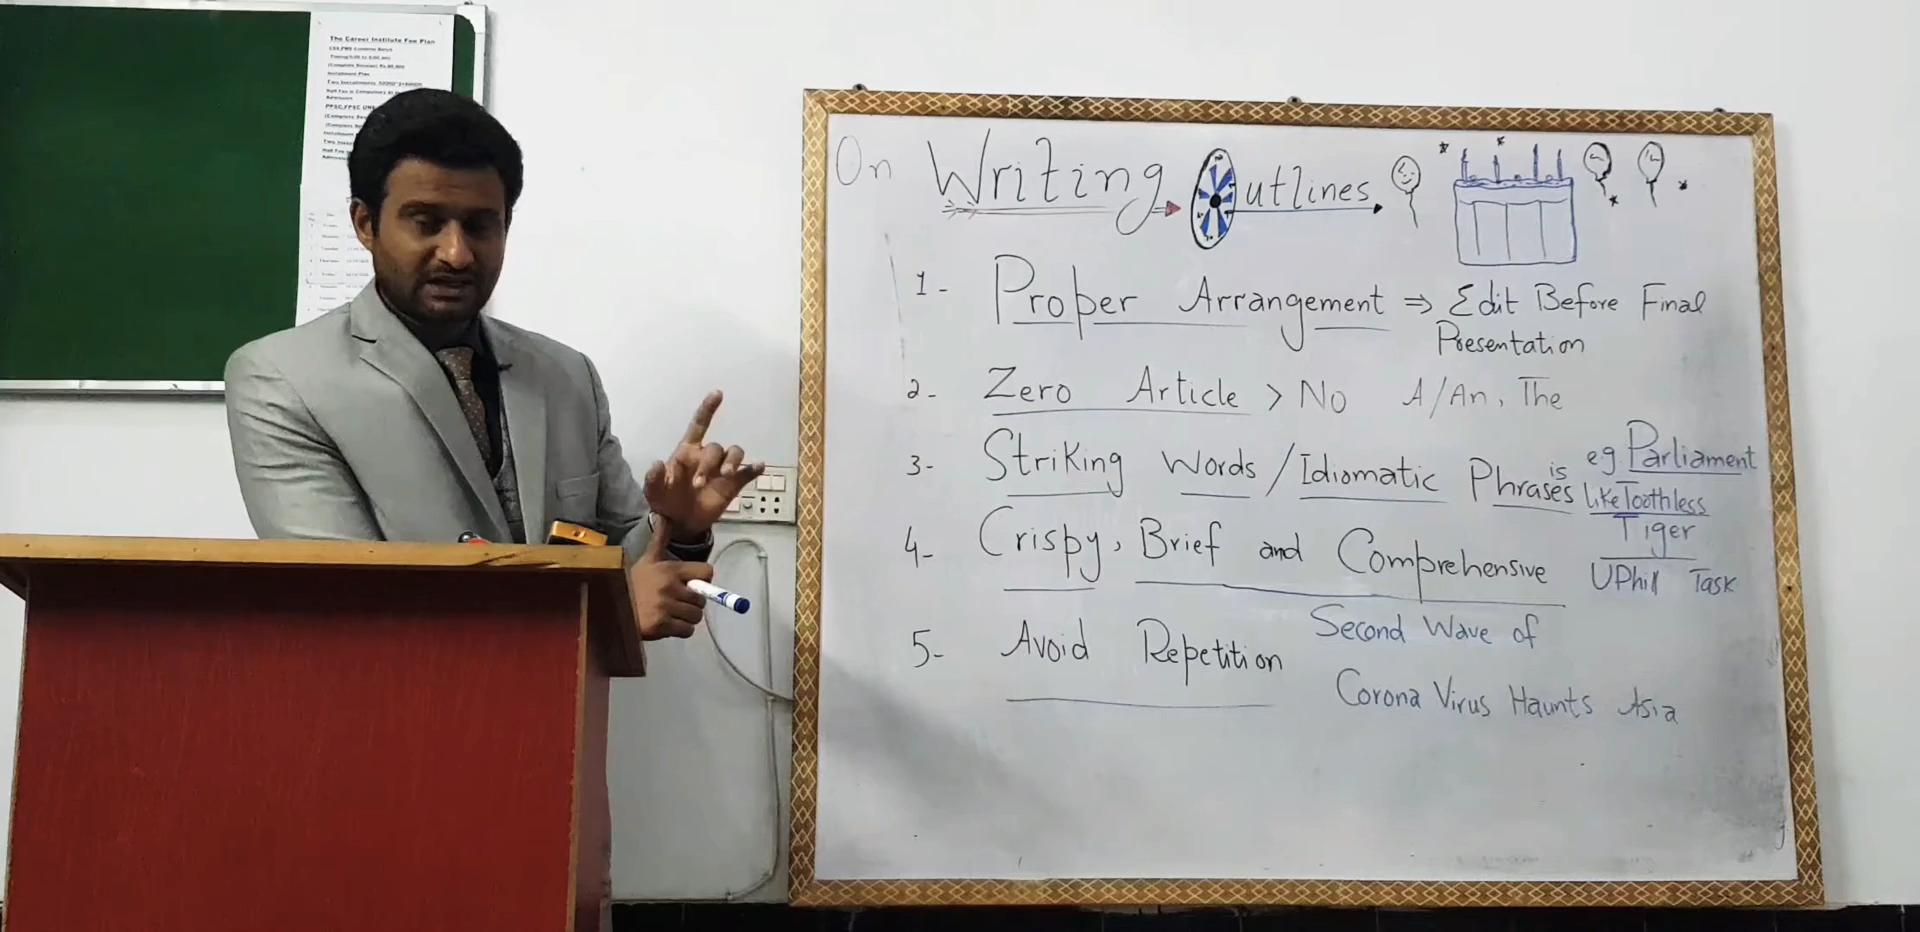 The Career Institute Fee Plan
Installment Plan
On Writing Outlines
1- Proper Arrangement ⇒ Edit Before Final
Presentation
2- Zero Article > No A/An, The
3- Striking Words / Idiomatic Phrases
eg. Parliament
is like Toothless
Tiger
Uphill Task
4- Crispy, Brief and Comprehensive
5- Avoid Repetition
Second Wave of
Corona Virus Haunts Asia